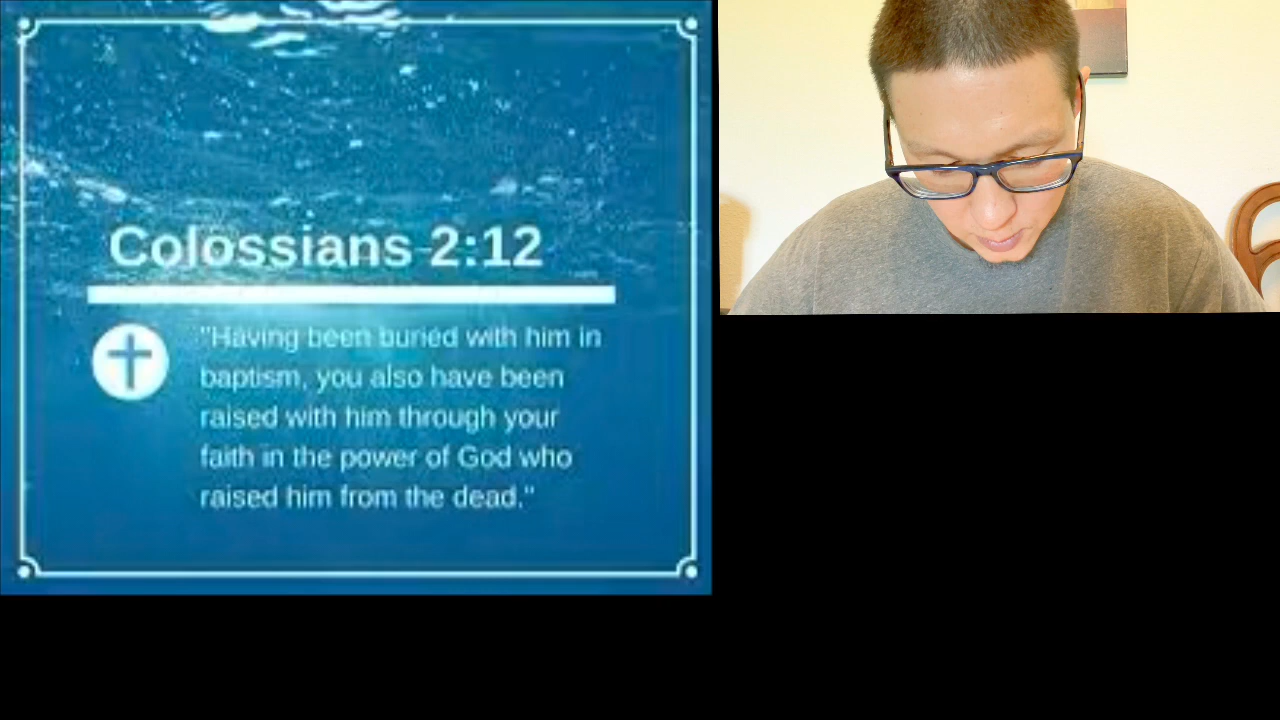 Colossians 2:12
"Having been buried with him in
baptism, you also have been
raised with him through your
faith in the power of God who
raised him from the dead."